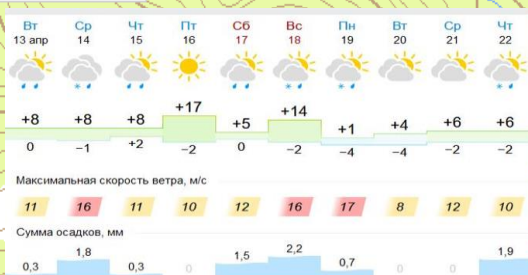 Вт Ср Чт Пт Сб Вс Пн Вт Ср Чт
13 апр 14 15 16 17 18 19 20 21 22
+8 +8 +8 +17 +5 +14 +1 +4 +6 +6
0 −1 +2 −2 0 −2 −4 −4 −2 −2
Максимальная скорость ветра, м/с
11 16 11 10 12 16 17 8 12 10
Сумма осадков, мм
0,3 1,8 0,3 0 1,5 2,2 0,7 0 0 1,9